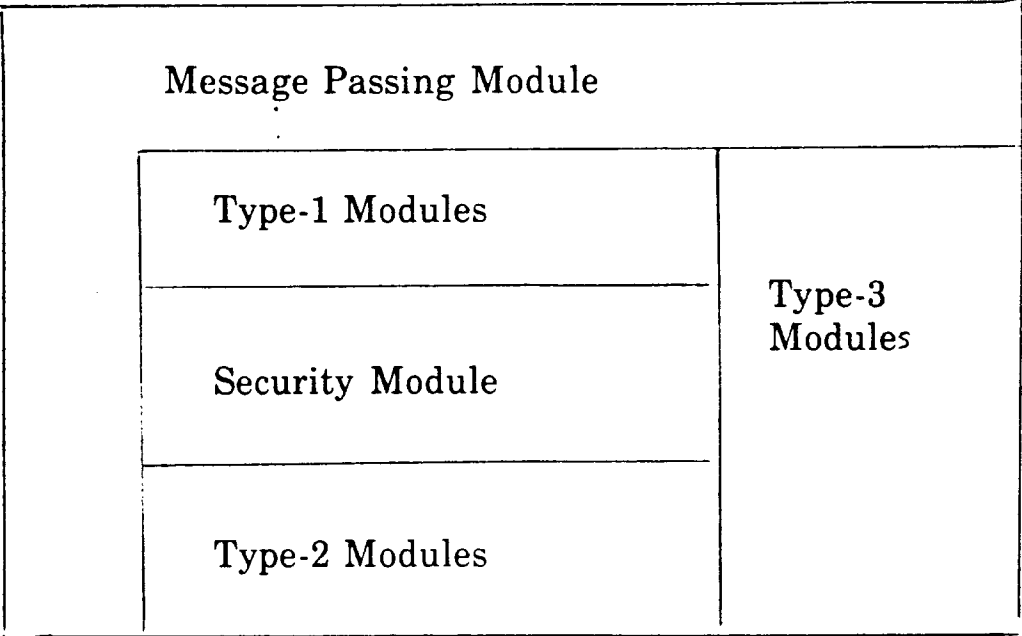 Message Passing Module
Type-1 Modules
Type-3
Modules
Security Module
Type-2 Modules